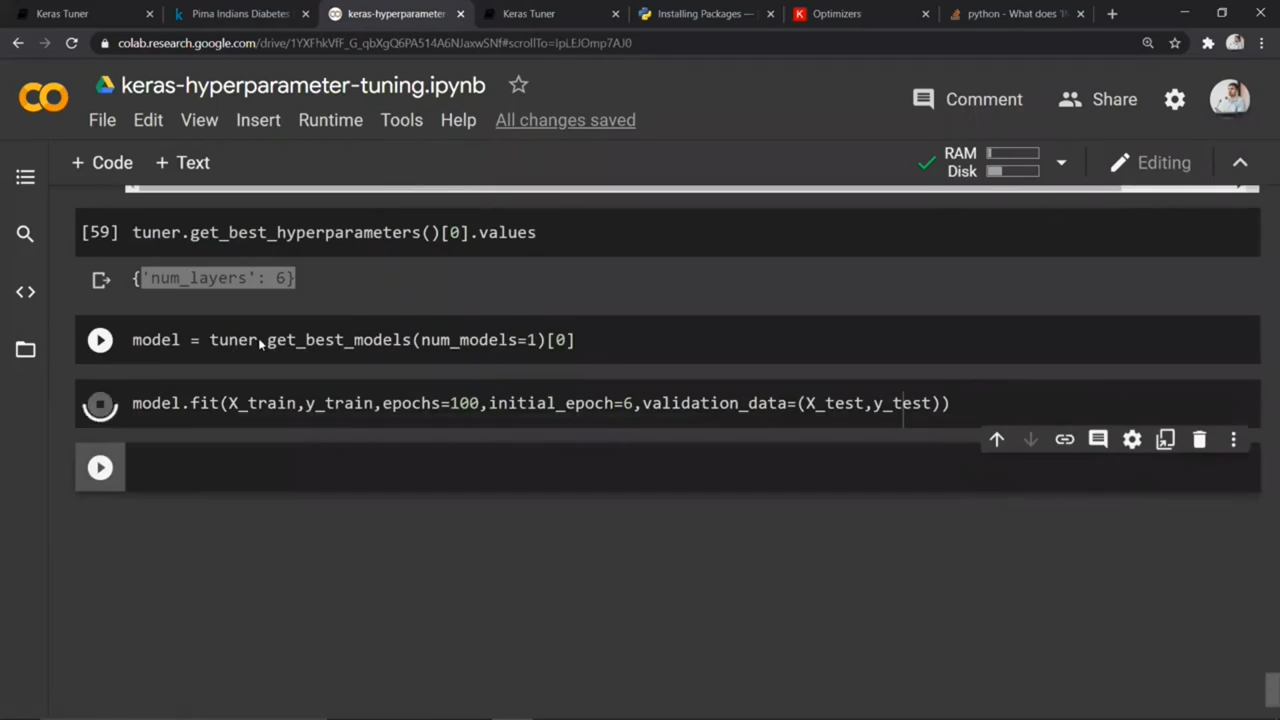 Keras Tuner
Pima Indians Diabetes
keras-hyperparameter
Keras Tuner
Installing Packages —
Optimizers
python - What does '
colab.research.google.com/drive/1YXFhkVfF_G_qbXgQ6PA514A6NJaxwSNf#scrollTo=IpLEJOmp7AJ0
keras-hyperparameter-tuning.ipynb
Comment
Share
File Edit View Insert Runtime Tools Help All changes saved
+ Code + Text
RAM
Disk
Editing
[59] tuner.get_best_hyperparameters()[0].values
{'num_layers': 6}
model = tuner.get_best_models(num_models=1)[0]
model.fit(X_train,y_train,epochs=100,initial_epoch=6,validation_data=(X_test,y_test))